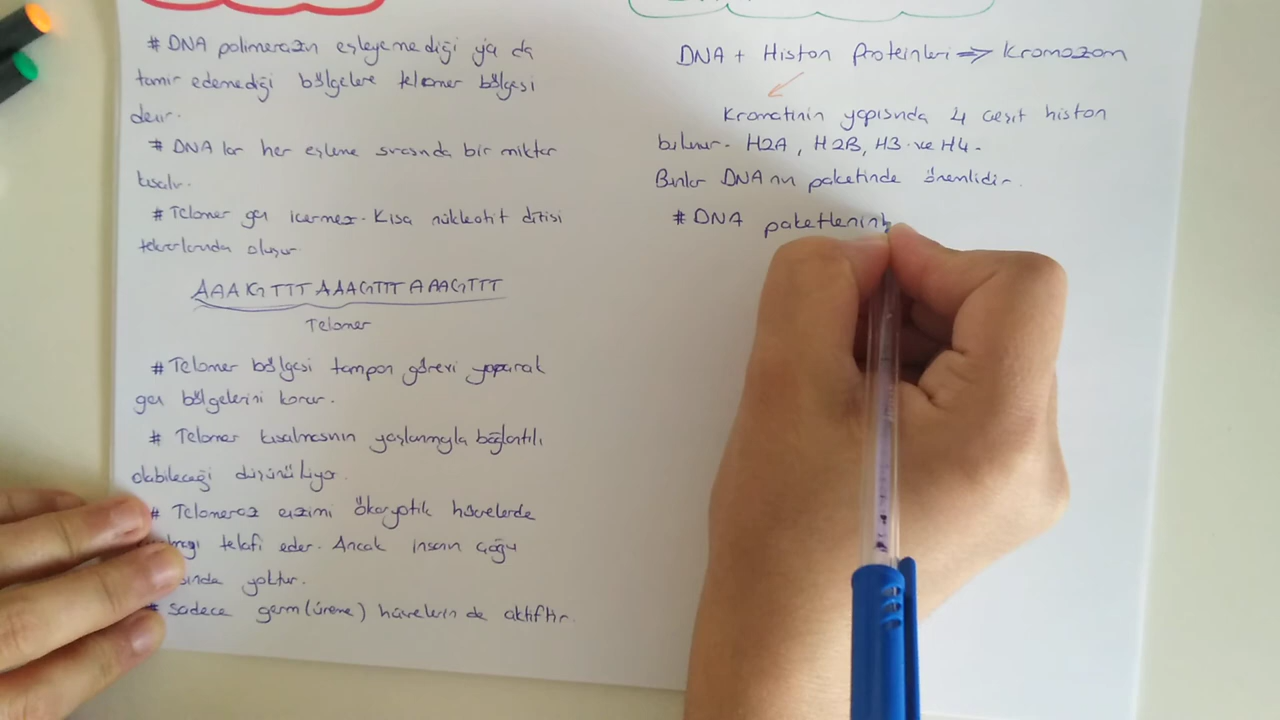 # DNA polimerazın eşleyemediği ya da
tamir edemediği bölgelere telomer bölgesi
denir.
# DNA lar her eşlenme sırasında bir miktar
kısalır.
# Telomer gen içermez. Kısa nükleotit dizisi
tekrarlarından oluşur.
AAAKGTTT AAAGTTT AAAGTTT
Telomer
# Telomer bölgesi tampon görevi yaparak
gen bölgelerini korur.
# Telomer kısalmasının yaşlanmayla bağlantılı
olabileceği düşünülüyor.
# Telomeraz enzimi ökaryotik hücrelerde
telafi eder. Ancak insanın çoğu
yoktur.
# Sadece germ (üreme) hücrelerinde aktiftir.
DNA + Histon Proteinleri => Kromozom
Kromatinin yapısında 4 çeşit histon
bulunur. H2A, H2B, H3 ve H4.
Bunlar DNA nın paketinde önemlidir.
# DNA paketlenin